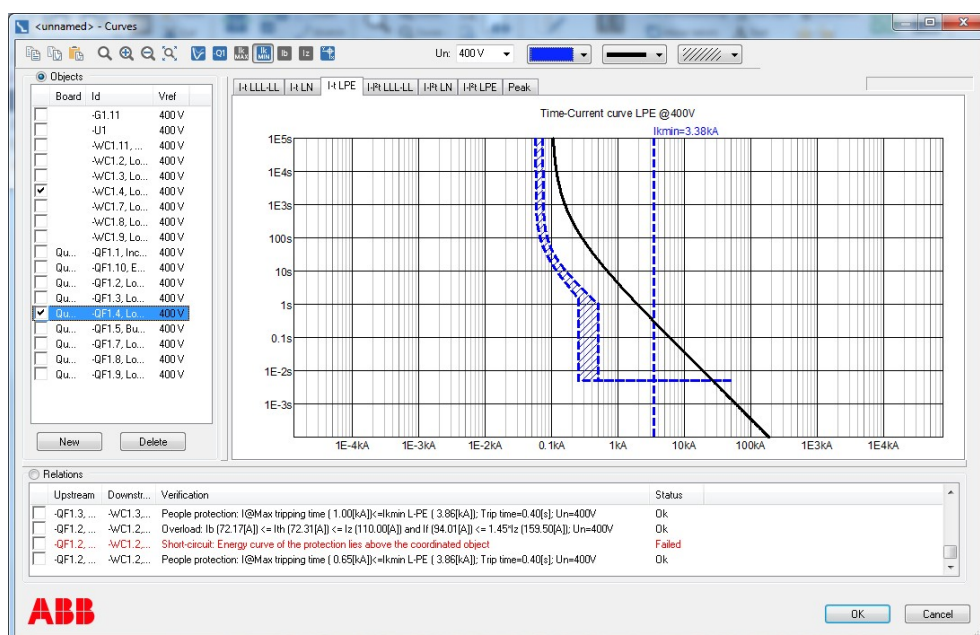 <unnamed> - Curves
Q1 Ik MAX Ik MIN Ib Iz Un: 400 V
Objects
I-t LLL-LL I-t LN I-t LPE I-I²t LLL-LL I-I²t LN I-I²t LPE Peak
Board Id Vref
-G1.11 400 V
-U1 400 V
-WC1.11, ... 400 V
-WC1.2, Lo... 400 V
-WC1.3, Lo... 400 V
-WC1.4, Lo... 400 V
-WC1.7, Lo... 400 V
-WC1.8, Lo... 400 V
-WC1.9, Lo... 400 V
Qu... -QF1.1, Inc... 400 V
Qu... -QF1.10, E... 400 V
Qu... -QF1.2, Lo... 400 V
Qu... -QF1.3, Lo... 400 V
Qu... -QF1.4, Lo... 400 V
Qu... -QF1.5, Bu... 400 V
Qu... -QF1.7, Lo... 400 V
Qu... -QF1.8, Lo... 400 V
Qu... -QF1.9, Lo... 400 V
New Delete
Time-Current curve LPE @400V
Ikmin=3.38kA
1E5s
1E4s
1E3s
100s
10s
1s
0.1s
1E-2s
1E-3s
1E-4kA 1E-3kA 1E-2kA 0.1kA 1kA 10kA 100kA 1E3kA 1E4kA
Relations
Upstream Downstr... Verification Status
-QF1.3, ... -WC1.3,... People protection: I@Max tripping time ( 1.00[kA])<=Ikmin L-PE ( 3.86[kA]); Trip time=0.40[s]; Un=400V Ok
-QF1.2, ... -WC1.2,... Overload: Ib (72.17[A]) <= Ith (72.31[A]) <= Iz (110.00[A]) and If (94.01[A]) <= 1.45*Iz (159.50[A]); Un=400V Ok
-QF1.2, ... -WC1.2,... Short-circuit: Energy curve of the protection lies above the coordinated object Failed
-QF1.2, ... -WC1.2,... People protection: I@Max tripping time ( 0.65[kA])<=Ikmin L-PE ( 3.86[kA]); Trip time=0.40[s]; Un=400V Ok
ABB
OK Cancel